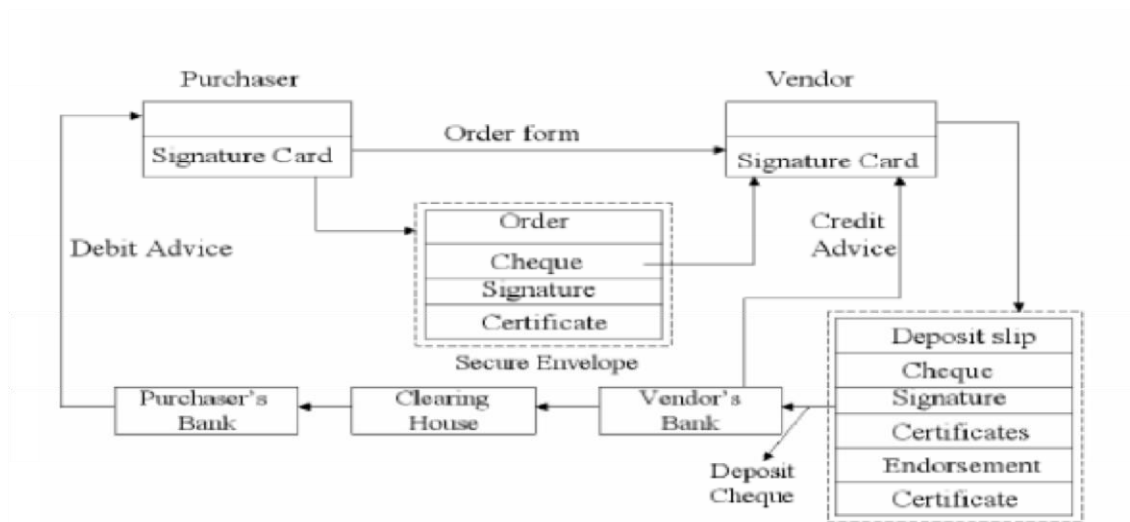 Purchaser
Vendor
Signature Card
Order form
Signature Card
Debit Advice
Order
Cheque
Signature
Certificate
Secure Envelope
Credit
Advice
Deposit slip
Cheque
Signature
Certificates
Endorsement
Certificate
Purchaser's
Bank
Clearing
House
Vendor's
Bank
Deposit
Cheque